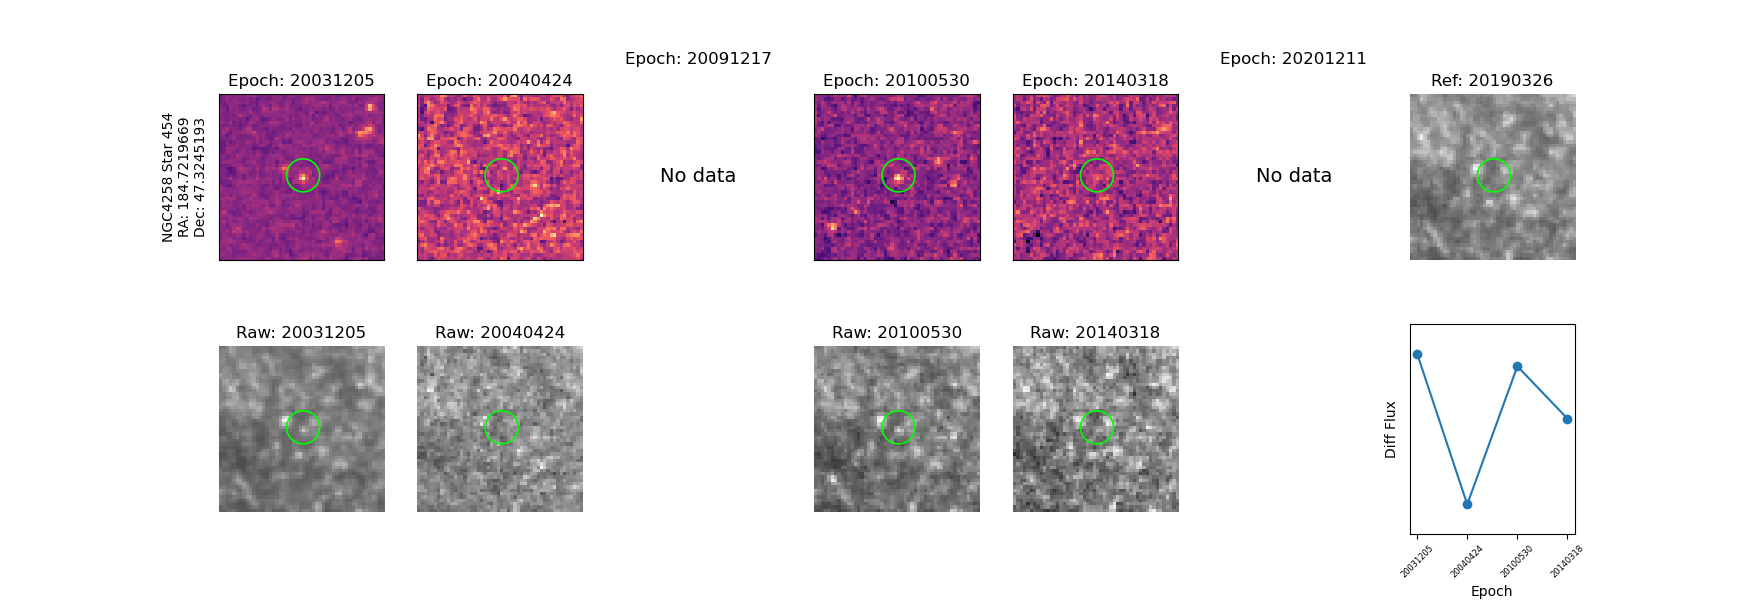 Epoch: 20031205
Epoch: 20040424
Epoch: 20091217
Epoch: 20100530
Epoch: 20140318
Epoch: 20201211
Ref: 20190326
NGC4258 Star 454
RA: 184.7219669
Dec: 47.3245193
No data
No data
Raw: 20031205
Raw: 20040424
Raw: 20100530
Raw: 20140318
Diff Flux
20031205
20040424
20100530
20140318
Epoch